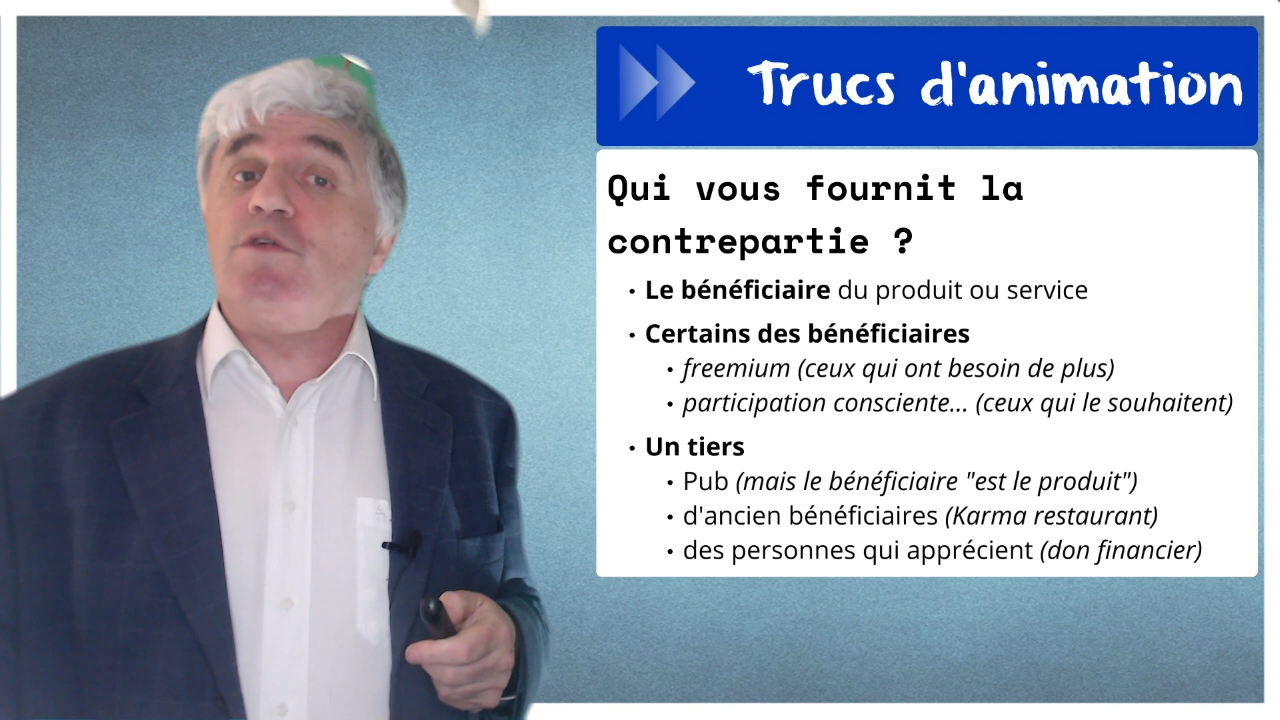 Trucs d'animation
Qui vous fournit la
contrepartie ?
• Le bénéficiaire du produit ou service
• Certains des bénéficiaires
• freemium (ceux qui ont besoin de plus)
• participation consciente... (ceux qui le souhaitent)
• Un tiers
• Pub (mais le bénéficiaire "est le produit")
• d'ancien bénéficiaires (Karma restaurant)
• des personnes qui apprécient (don financier)